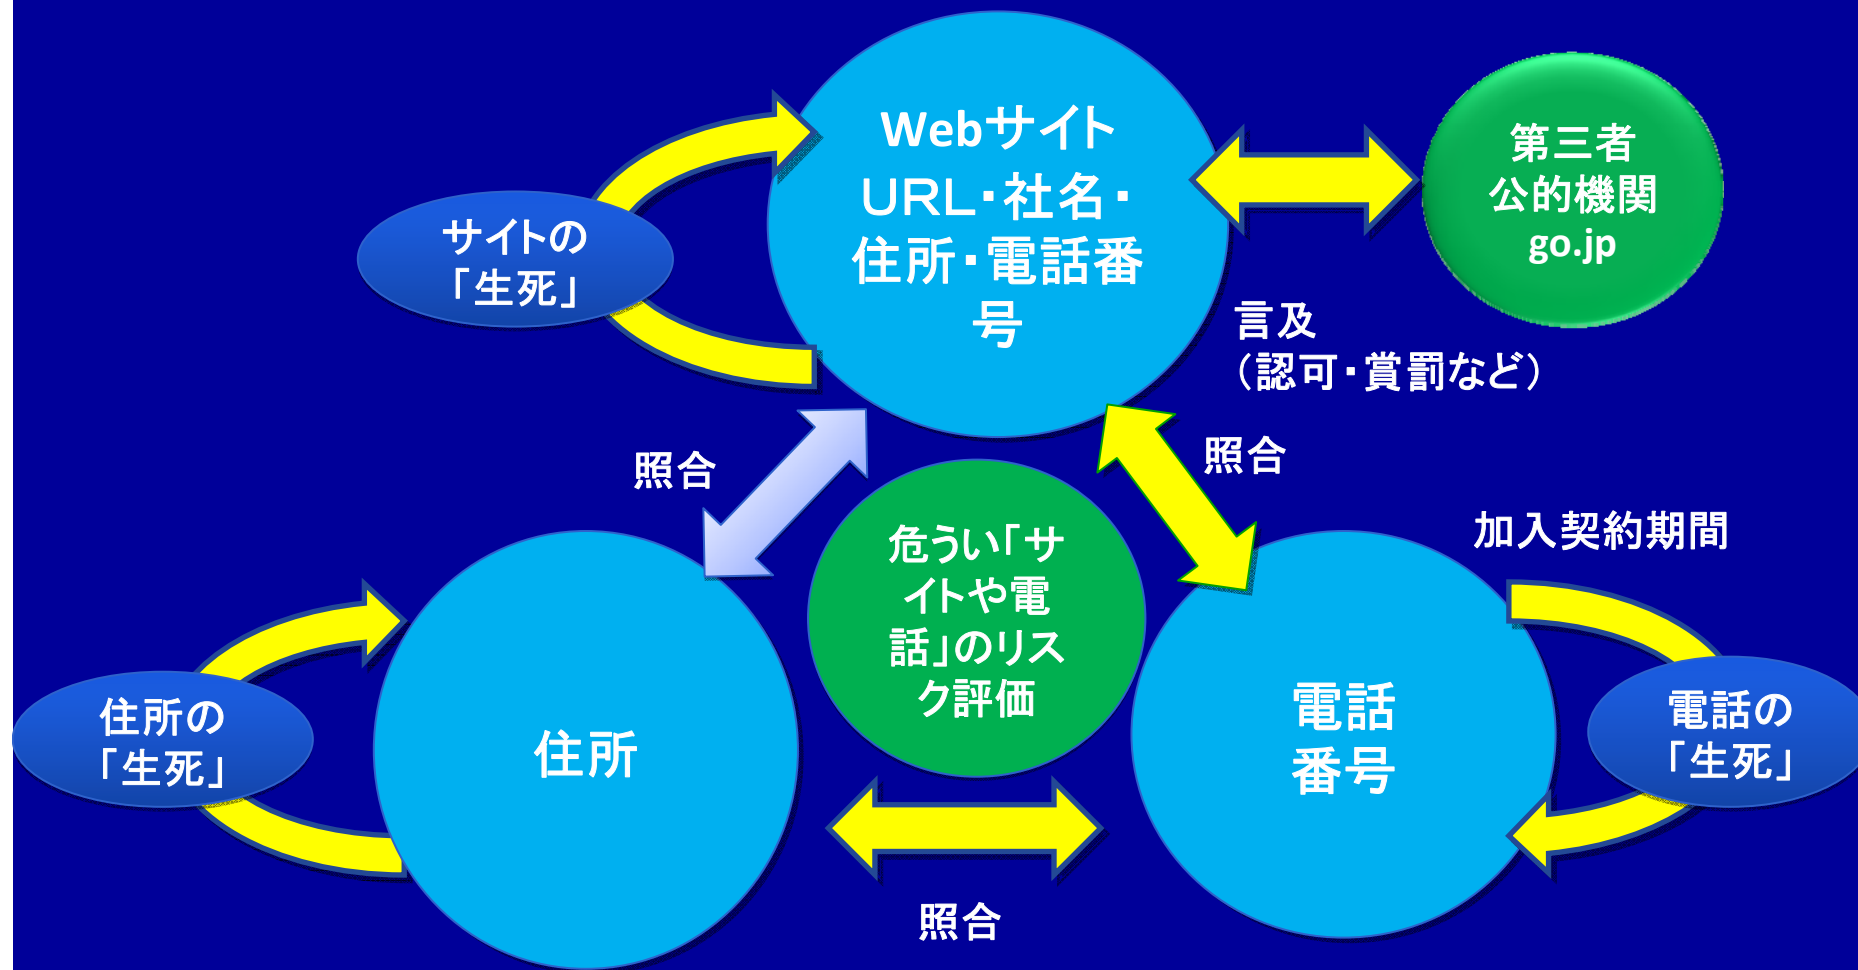 Webサイト
URL・社名・
住所・電話番
号
第三者
公的機関
go.jp
サイトの
「生死」
言及
（認可・賞罰など）
照合
照合
加入契約期間
危うい「サ
イトや電
話」のリス
ク評価
住所の
「生死」
住所
電話
番号
電話の
「生死」
照合